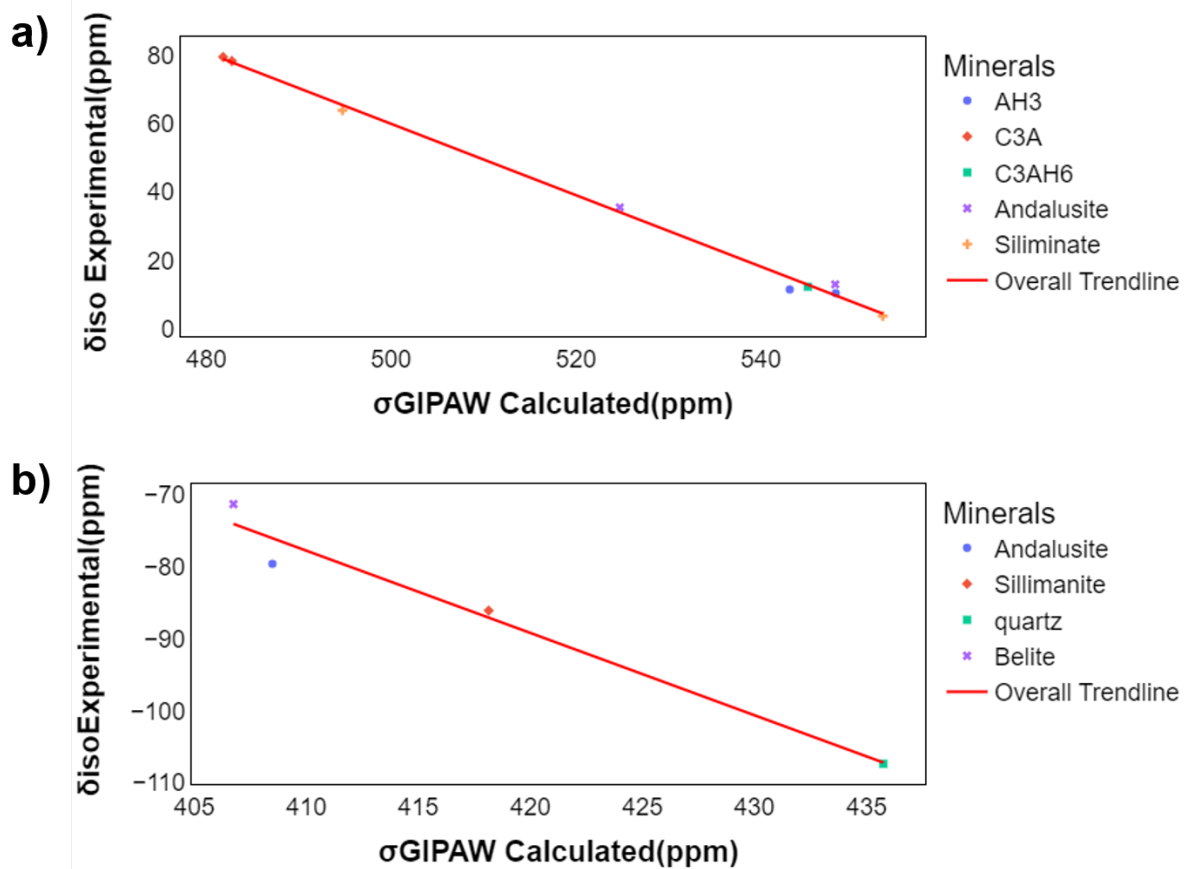 a)
δiso Experimental(ppm)
80
60
40
20
0
480 500 520 540
σGIPAW Calculated(ppm)
Minerals
AH3
C3A
C3AH6
Andalusite
Siliminate
Overall Trendline
b)
δisoExperimental(ppm)
−70
−80
−90
−100
−110
405 410 415 420 425 430 435
σGIPAW Calculated(ppm)
Minerals
Andalusite
Sillimanite
quartz
Belite
Overall Trendline